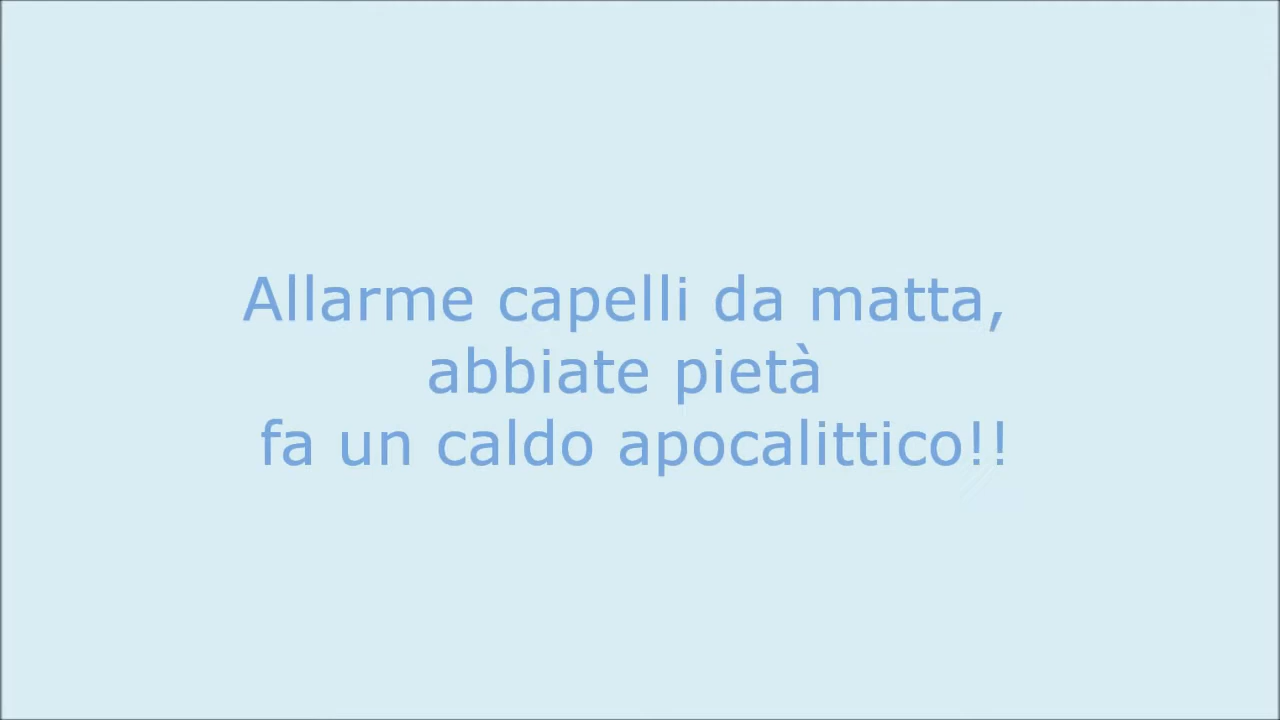 Allarme capelli da matta,
abbiate pietà
fa un caldo apocalittico!!